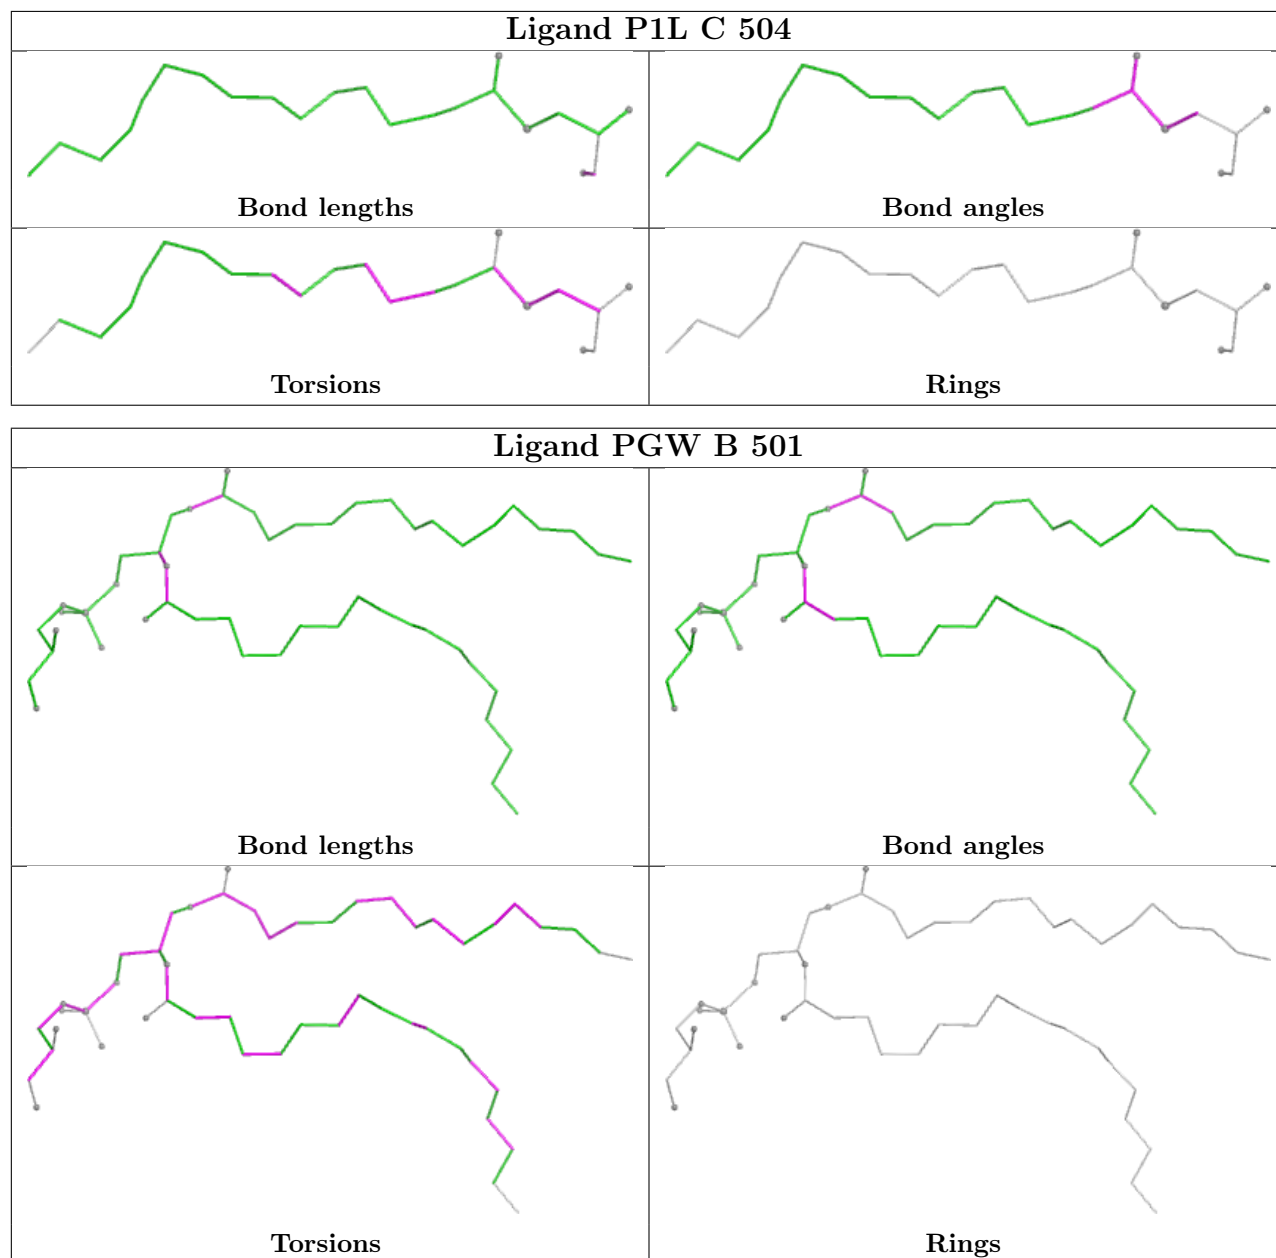 Ligand P1L C 504
Bond lengths
Bond angles
Torsions
Rings
Ligand PGW B 501
Bond lengths
Bond angles
Torsions
Rings